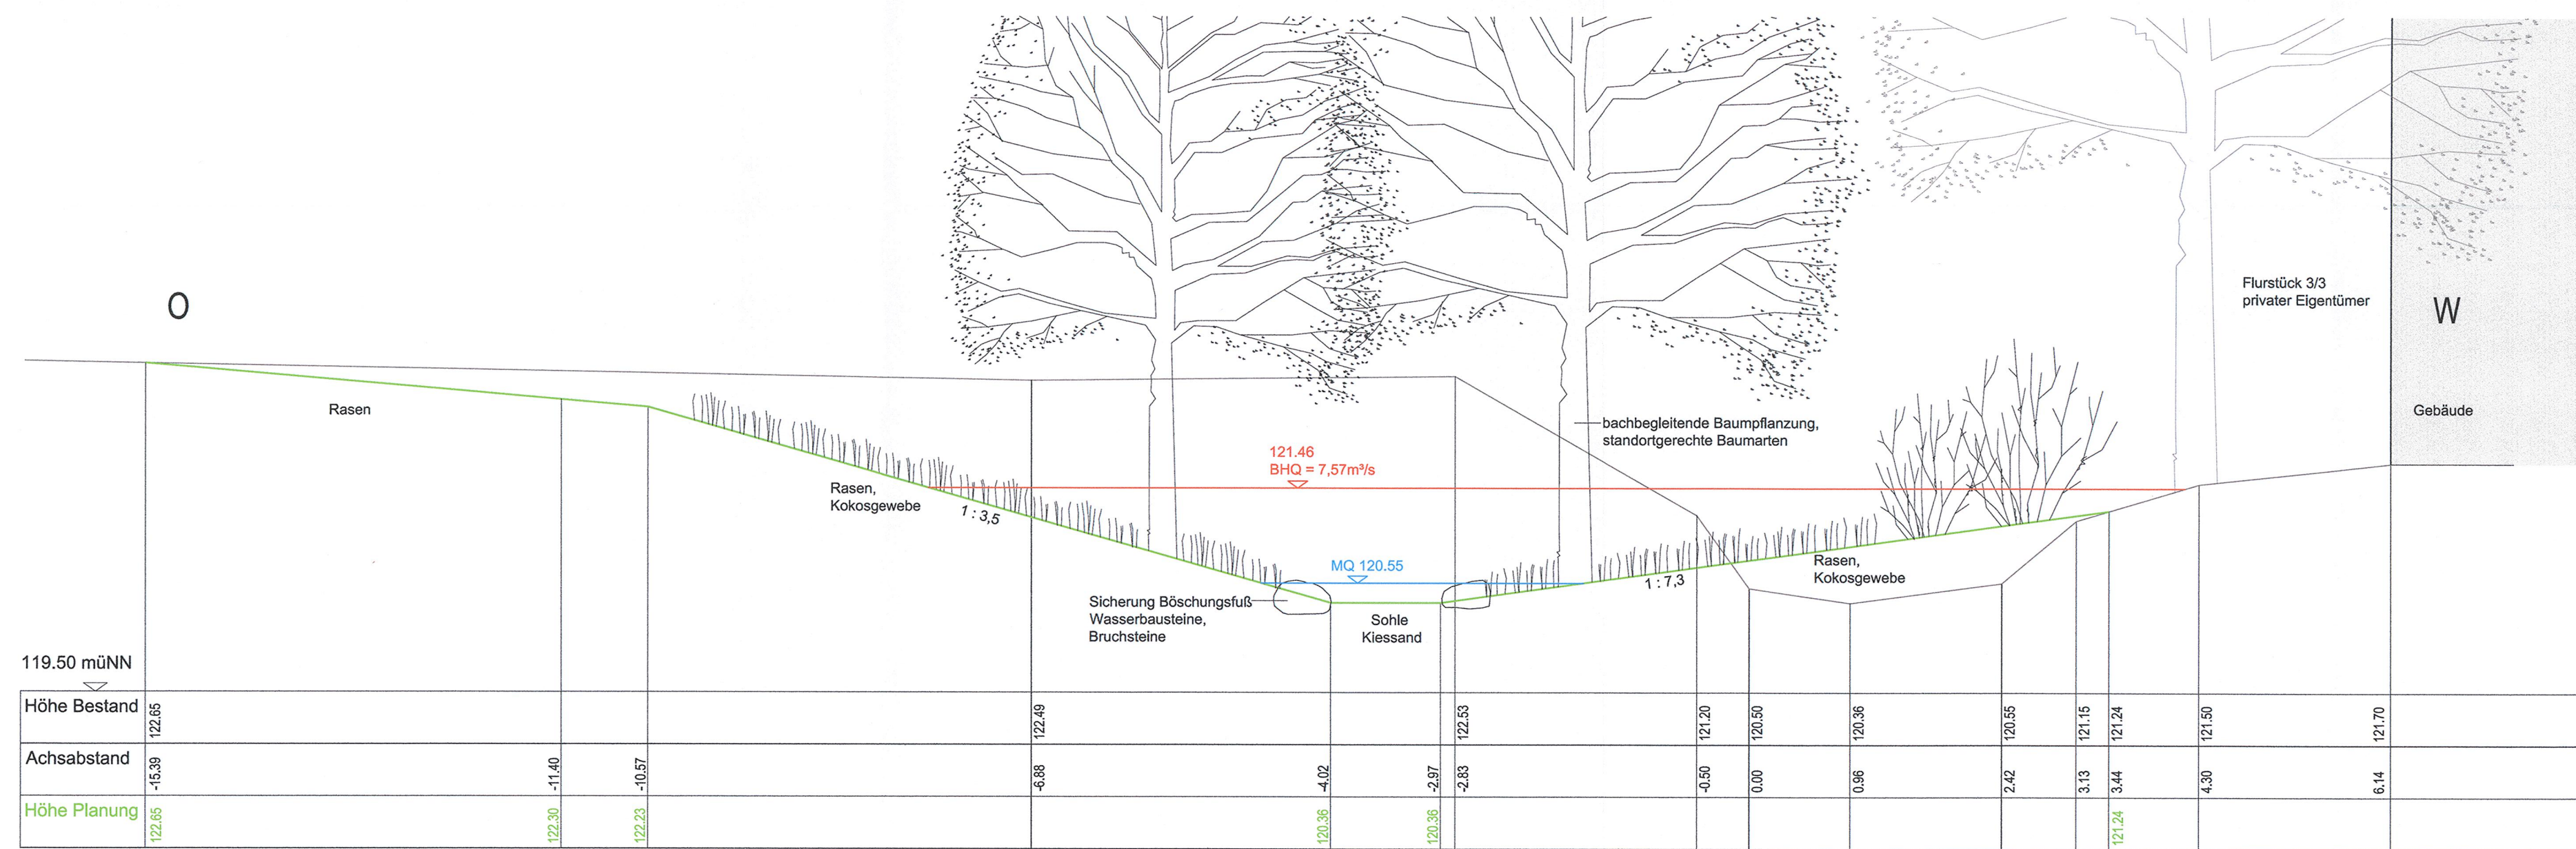 O
Flurstück 3/3
privater Eigentümer
W
Rasen
Gebäude
bachbegleitende Baumpflanzung,
standortgerechte Baumarten
121.46
BHQ = 7,57m³/s
Rasen,
Kokosgewebe
1 : 3,5
MQ 120.55
Rasen,
Kokosgewebe
1 : 7,3
Sicherung Böschungsfuß
Wasserbausteine,
Bruchsteine
Sohle
Kiessand
119.50 müNN
Höhe Bestand 122.65 122.49 122.53 121.20 120.50 120.36 120.55 121.15 121.24 121.50 121.70
Achsabstand -15.39 -11.40 -10.57 -6.88 -4.02 -2.97 -2.83 -0.50 0.00 0.96 2.42 3.13 3.44 4.30 6.14
Höhe Planung 122.65 122.30 122.23 120.36 120.36 121.24